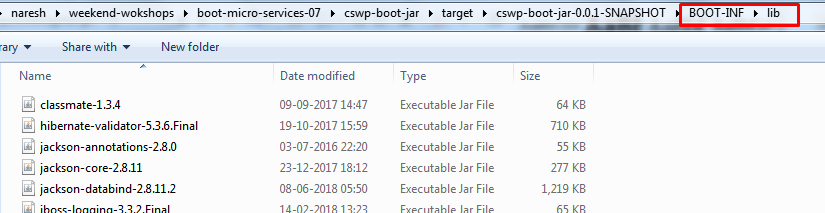 naresh weekend-wokshops boot-micro-services-07 cswp-boot-jar target cswp-boot-jar-0.0.1-SNAPSHOT BOOT-INF lib
rary Share with New folder
Name Date modified Type Size
classmate-1.3.4 09-09-2017 14:47 Executable Jar File 64 KB
hibernate-validator-5.3.6.Final 19-10-2017 15:59 Executable Jar File 710 KB
jackson-annotations-2.8.0 03-07-2016 22:20 Executable Jar File 55 KB
jackson-core-2.8.11 23-12-2017 18:12 Executable Jar File 277 KB
jackson-databind-2.8.11.2 08-06-2018 05:50 Executable Jar File 1,219 KB
jboss-logging-3.3.2.Final 14-02-2018 13:23 Executable Jar File 65 KB